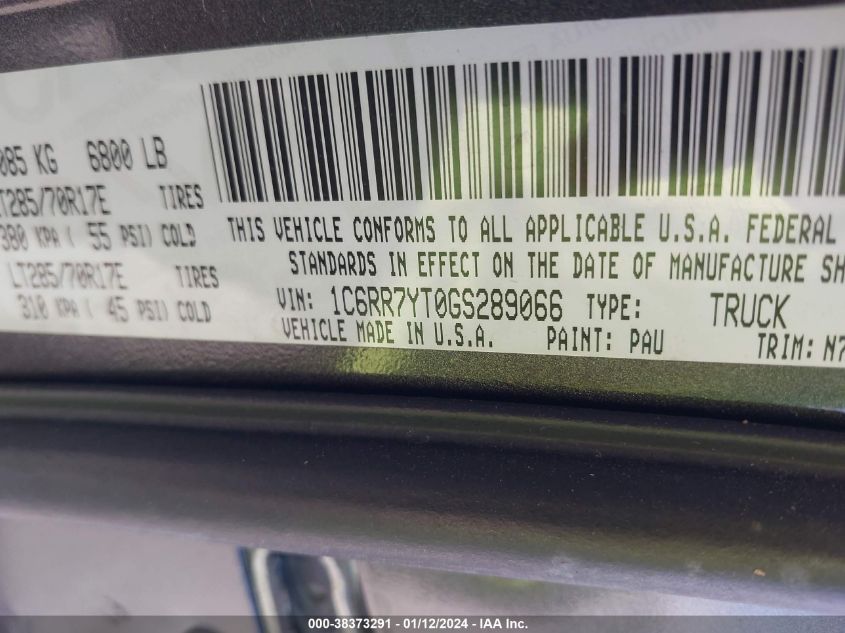 085 KG 6800 LB
T285/70R17E TIRES
380 KPA ( 55 PSI) COLD
LT285/70R17E TIRES
310 KPA ( 45 PSI) COLD
THIS VEHICLE CONFORMS TO ALL APPLICABLE U.S.A. FEDERAL
STANDARDS IN EFFECT ON THE DATE OF MANUFACTURE SH
VIN: 1C6RR7YT0GS289066 TYPE: TRUCK
VEHICLE MADE IN U.S.A. PAINT: PAU TRIM: N7
000-38373291 - 01/12/2024 - IAA Inc.